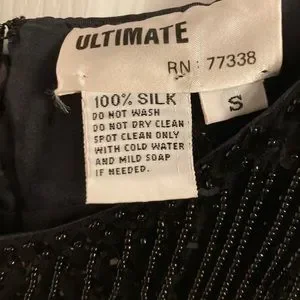 ULTIMATE
RN: 77338
S
100% SILK
DO NOT WASH
DO NOT DRY CLEAN
SPOT CLEAN ONLY
WITH COLD WATER
AND MILD SOAP
IF NEEDED.